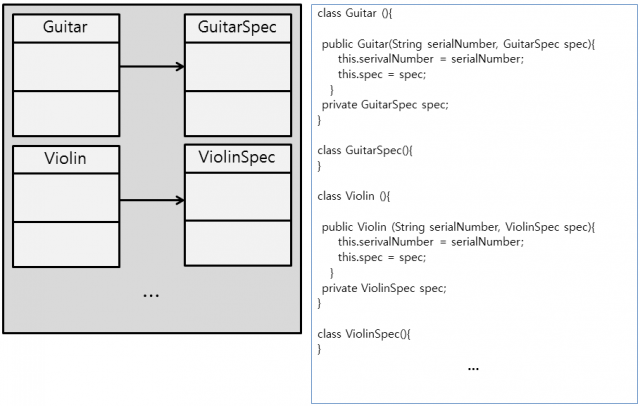 Guitar
GuitarSpec
Violin
ViolinSpec
...
class Guitar (){
public Guitar(String serialNumber, GuitarSpec spec){
this.serivalNumber = serialNumber;
this.spec = spec;
}
private GuitarSpec spec;
}
class GuitarSpec(){
}
class Violin (){
public Violin (String serialNumber, ViolinSpec spec){
this.serivalNumber = serialNumber;
this.spec = spec;
}
private ViolinSpec spec;
}
class ViolinSpec(){
}
...